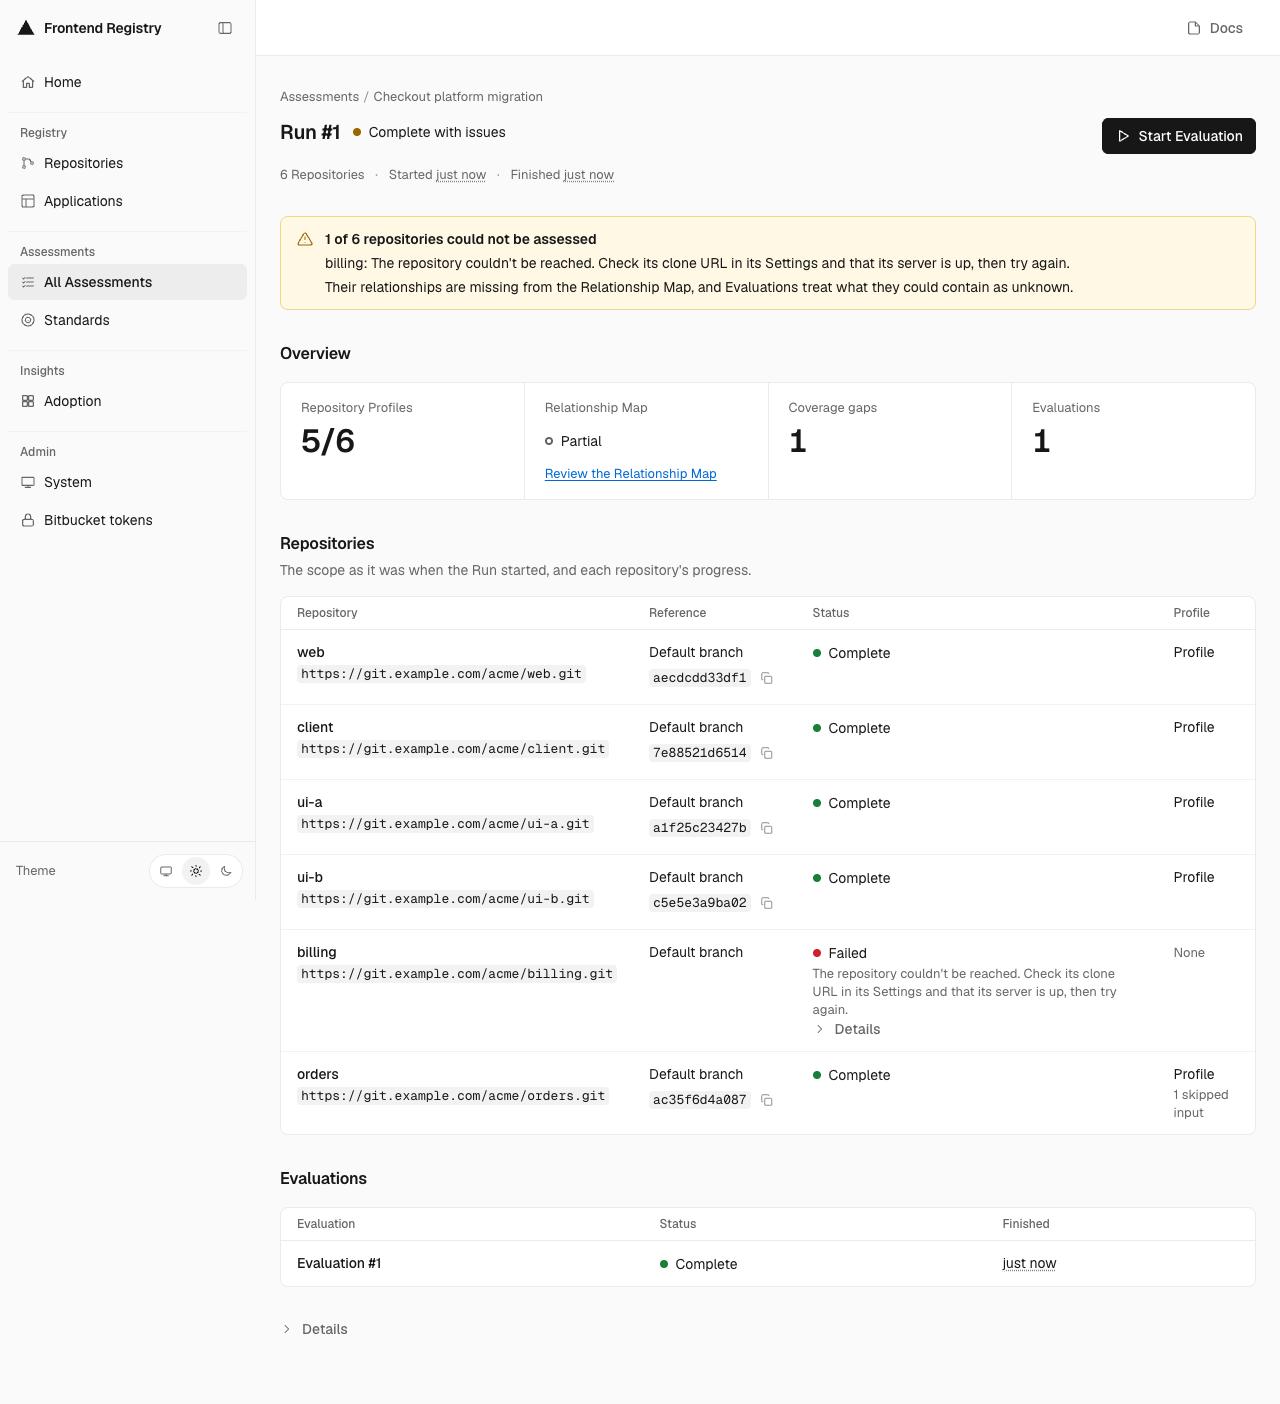 Frontend Registry
Docs
Home
Registry
Repositories
Applications
Assessments
All Assessments
Standards
Insights
Adoption
Admin
System
Bitbucket tokens
Theme
Assessments / Checkout platform migration
Run #1 Complete with issues
Start Evaluation
6 Repositories · Started just now · Finished just now
1 of 6 repositories could not be assessed
billing: The repository couldn't be reached. Check its clone URL in its Settings and that its server is up, then try again.
Their relationships are missing from the Relationship Map, and Evaluations treat what they could contain as unknown.
Overview
Repository Profiles
5/6
Relationship Map
Partial
Review the Relationship Map
Coverage gaps
1
Evaluations
1
Repositories
The scope as it was when the Run started, and each repository's progress.
Repository Reference Status Profile
web Default branch Complete Profile
https://git.example.com/acme/web.git aecdcdd33df1
client Default branch Complete Profile
https://git.example.com/acme/client.git 7e88521d6514
ui-a Default branch Complete Profile
https://git.example.com/acme/ui-a.git a1f25c23427b
ui-b Default branch Complete Profile
https://git.example.com/acme/ui-b.git c5e5e3a9ba02
billing Default branch Failed None
https://git.example.com/acme/billing.git
The repository couldn't be reached. Check its clone
URL in its Settings and that its server is up, then try
again.
Details
orders Default branch Complete Profile
https://git.example.com/acme/orders.git ac35f6d4a087 1 skipped
input
Evaluations
Evaluation Status Finished
Evaluation #1 Complete just now
Details